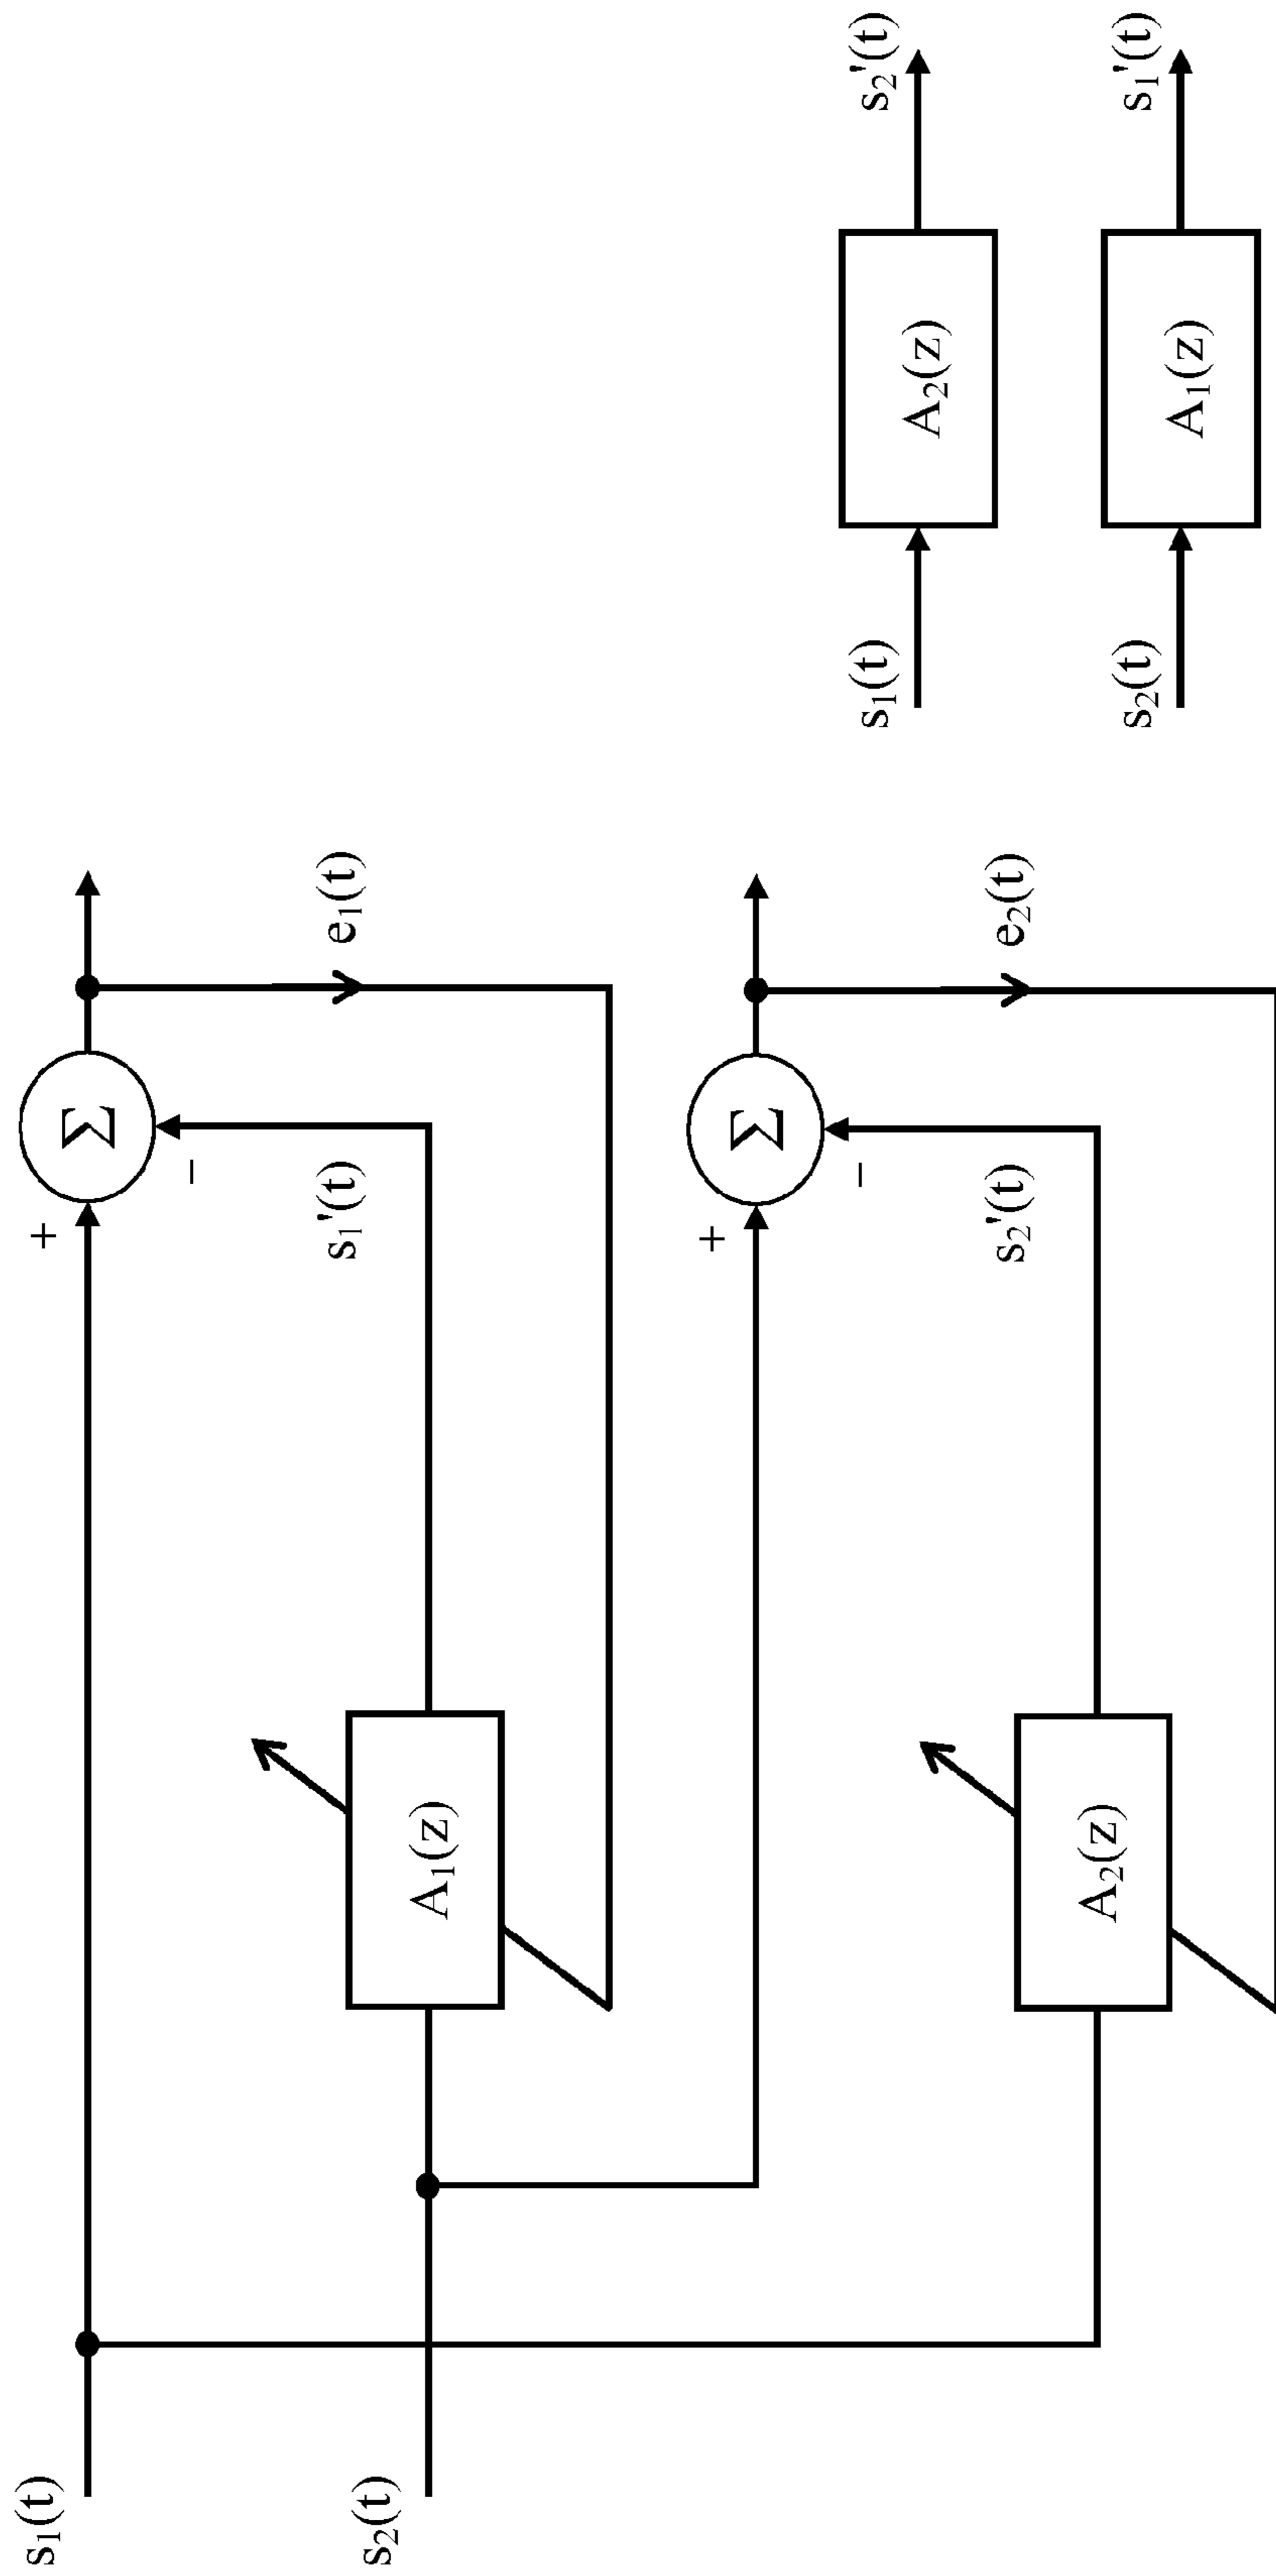 s₁(t)
+
Σ
−
s₁'(t)
e₁(t)
s₂(t)
A₁(z)
+
Σ
−
s₂'(t)
e₂(t)
A₂(z)
s₁(t)
A₂(z)
s₂'(t)
s₂(t)
A₁(z)
s₁'(t)